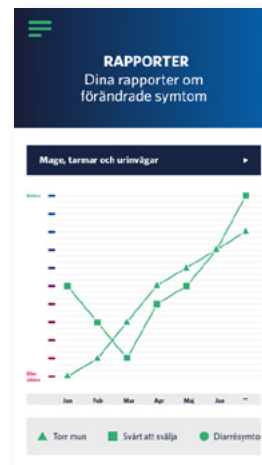 RAPPORTER
Dina rapporter om
förändrade symtom
Mage, tarmar och urinvägar
Jan Feb Mar Apr Maj Jun
Torr mun Svårt att svälja Diarrésymto